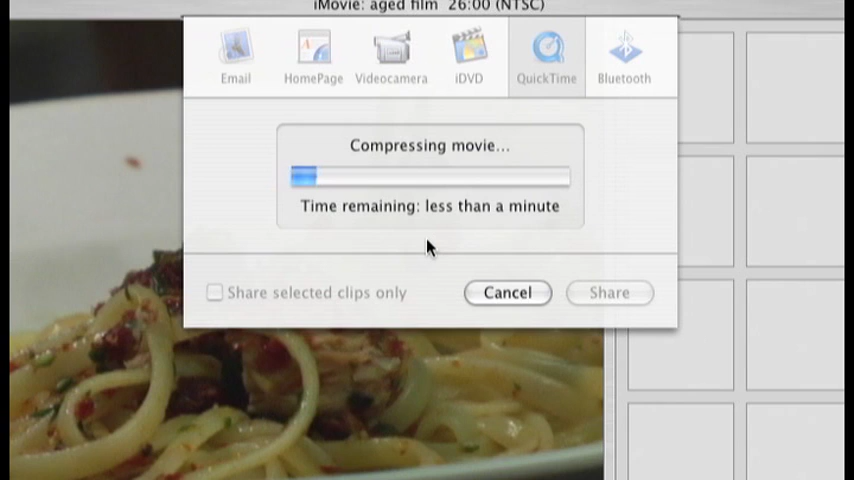 iMovie: aged film 26:00 (NTSC)
Email HomePage Videocamera iDVD QuickTime Bluetooth
Compressing movie...
Time remaining: less than a minute
Share selected clips only Cancel Share